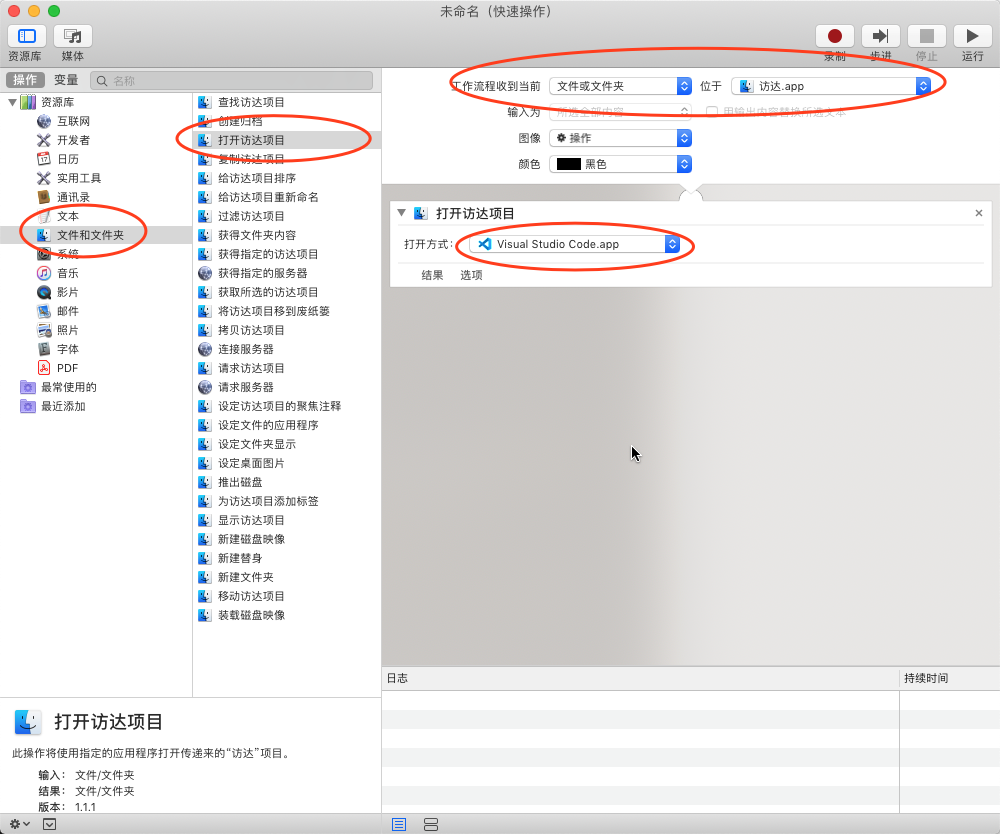 未命名（快速操作）
资源库
媒体
录制
步进
停止
运行
操作
变量
名称
资源库
互联网
开发者
日历
实用工具
通讯录
文本
文件和文件夹
系统
音乐
影片
邮件
照片
字体
PDF
最常使用的
最近添加
查找访达项目
创建归档
打开访达项目
复制访达项目
给访达项目排序
给访达项目重新命名
过滤访达项目
获得文件夹内容
获得指定的访达项目
获得指定的服务器
获取所选的访达项目
将访达项目移到废纸篓
拷贝访达项目
连接服务器
请求访达项目
请求服务器
设定访达项目的聚焦注释
设定文件的应用程序
设定文件夹显示
设定桌面图片
推出磁盘
为访达项目添加标签
显示访达项目
新建磁盘映像
新建替身
新建文件夹
移动访达项目
装载磁盘映像
工作流程收到当前 文件或文件夹 位于 访达.app
输入为 所选全部内容 用输出内容替换所选文本
图像 操作
颜色 黑色
打开访达项目
打开方式： Visual Studio Code.app
结果 选项
日志 持续时间
打开访达项目
此操作将使用指定的应用程序打开传递来的“访达”项目。
输入： 文件/文件夹
结果： 文件/文件夹
版本： 1.1.1